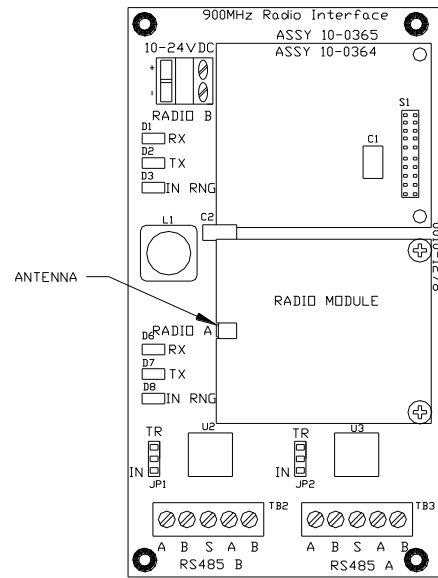 900MHz Radio Interface
ASSY 10-0365
ASSY 10-0364
10-24VDC
+
-
RADIO B
D1
RX
D2
TX
D3
IN RNG
S1
C1
C2
L1
ANTENNA
RADIO MODULE
RADIO A
D6
RX
D7
TX
D8
IN RNG
TR
IN
JP1
U2
TR
IN
JP2
U3
TB2
TB3
A B S A B
A B S A B
RS485 B
RS485 A